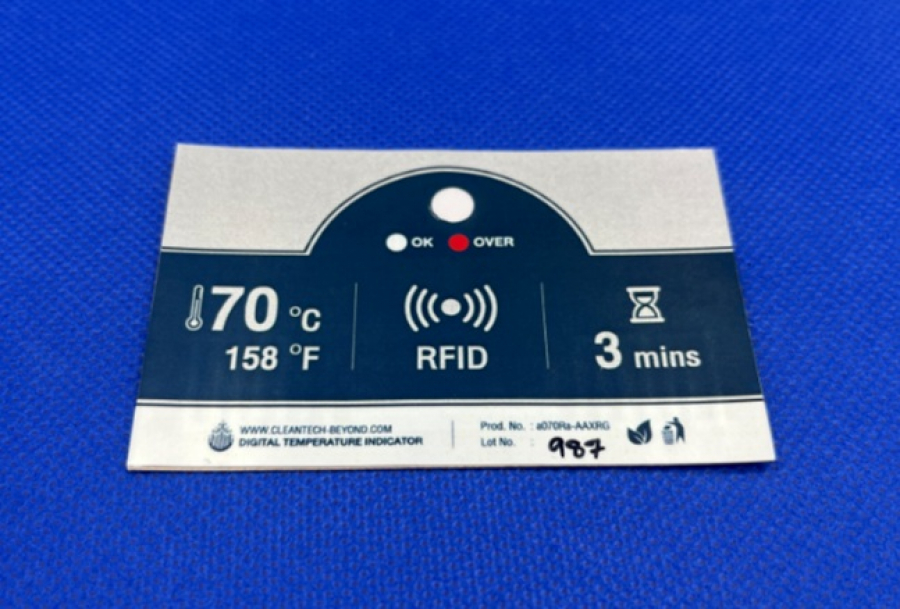 OK OVER
70 °C
158 °F
RFID
3 mins
WWW.CLEANTECH-BEYOND.COM
DIGITAL TEMPERATURE INDICATOR
Prod. No. : a070Ra-AAXRG
Lot No. : 987